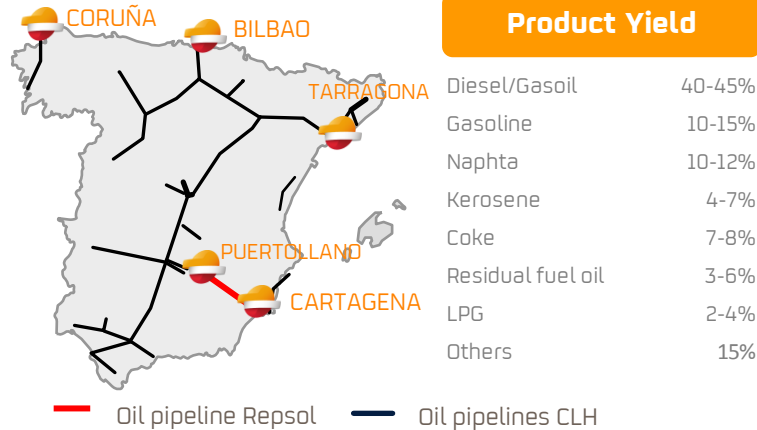 CORUÑA
BILBAO
TARRAGONA
PUERTOLLANO
CARTAGENA
Oil pipeline Repsol
Oil pipelines CLH
Product Yield
Diesel/Gasoil 40-45%
Gasoline 10-15%
Naphta 10-12%
Kerosene 4-7%
Coke 7-8%
Residual fuel oil 3-6%
LPG 2-4%
Others 15%